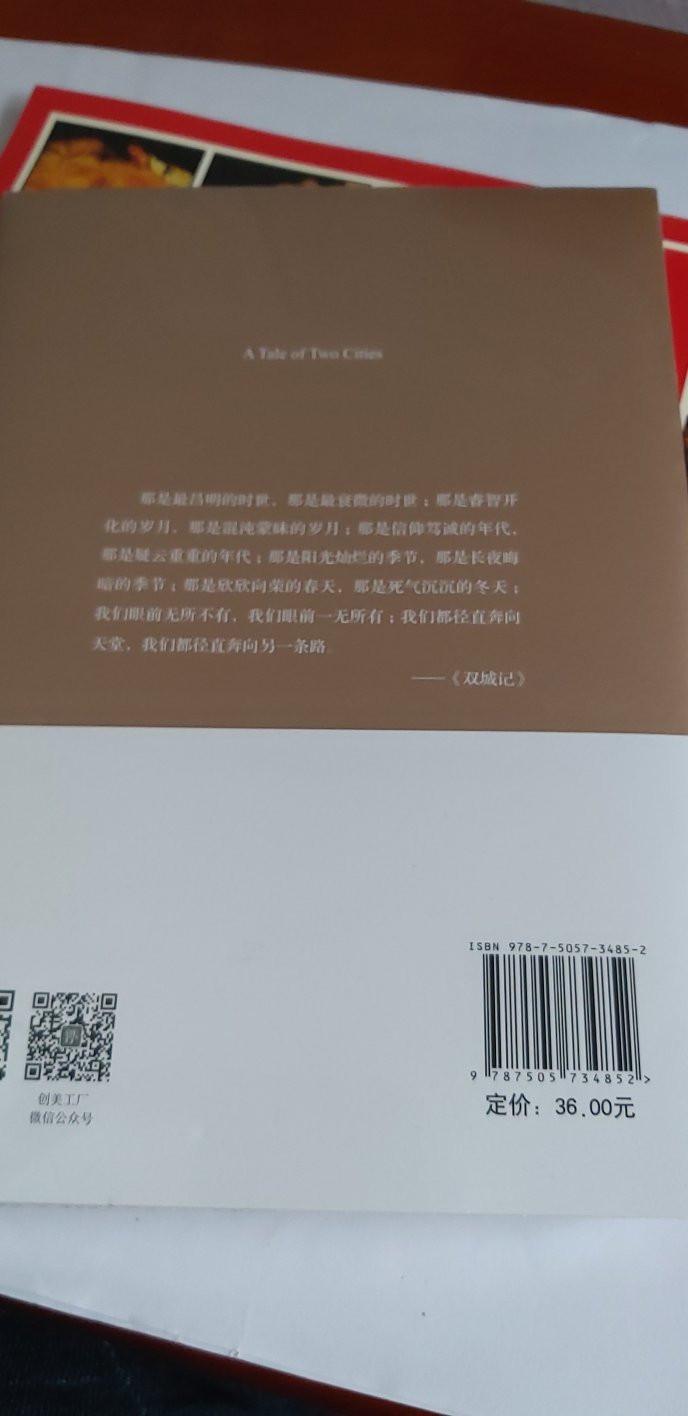 A Tale of Two Cities
那是最昌明的时世，那是最衰微的时世；那是睿智开
化的岁月，那是混沌蒙昧的岁月；那是信仰笃诚的年代，
那是疑云重重的年代；那是阳光灿烂的季节，那是长夜晦
暗的季节；那是欣欣向荣的春天，那是死气沉沉的冬天；
我们眼前无所不有，我们眼前一无所有；我们都径直奔向
天堂，我们都径直奔向另一条路
——《双城记》
ISBN 978-7-5057-3485-2
9 787505 734852 >
定价：36.00元
创美工厂
微信公众号